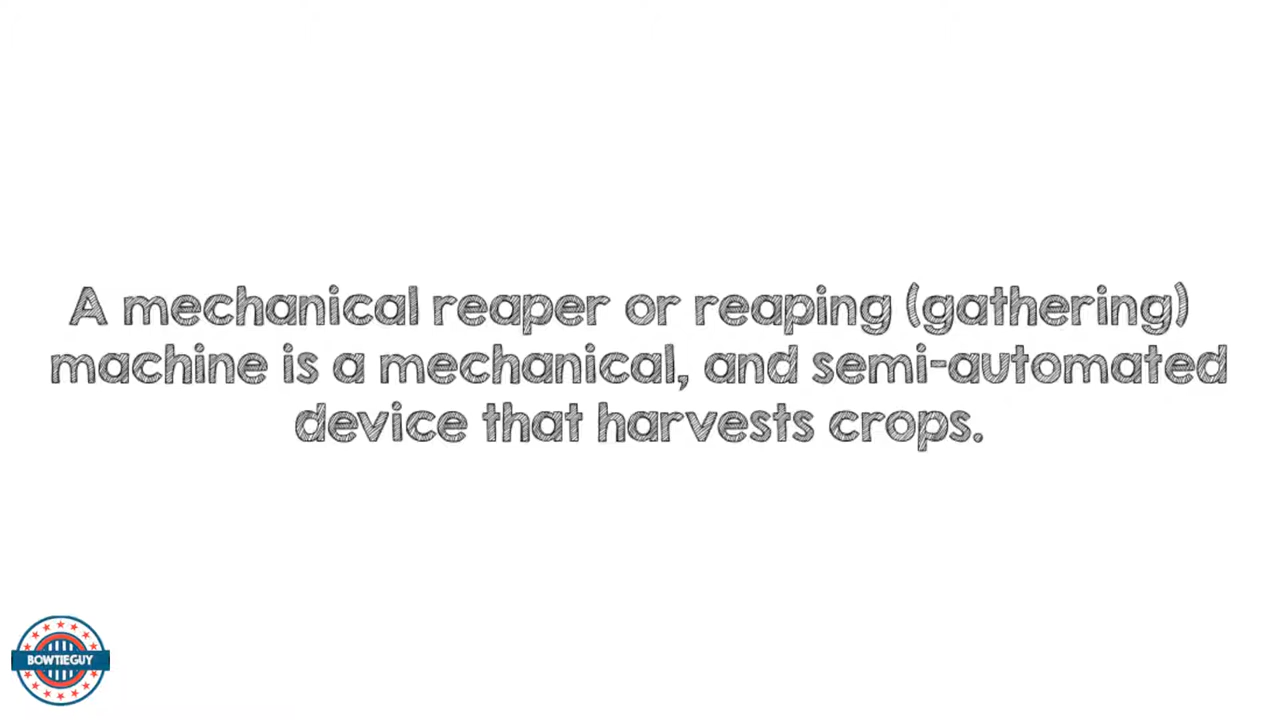 A mechanical reaper or reaping (gathering)
machine is a mechanical, and semi-automated
device that harvests crops.
BOWTIEGUY